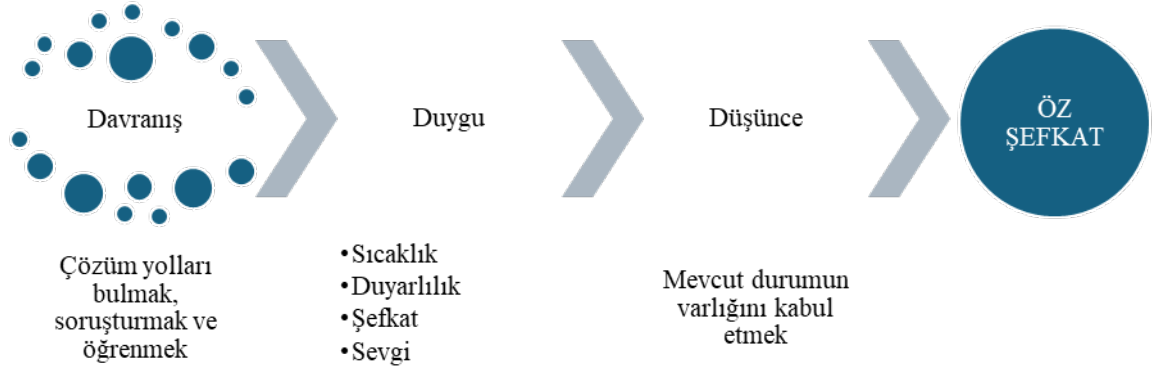 Davranış
Duygu
Düşünce
ÖZ
ŞEFKAT
Çözüm yolları
bulmak,
soruşturmak ve
öğrenmek
•Sıcaklık
•Duyarlılık
•Şefkat
•Sevgi
Mevcut durumun
varlığını kabul
etmek